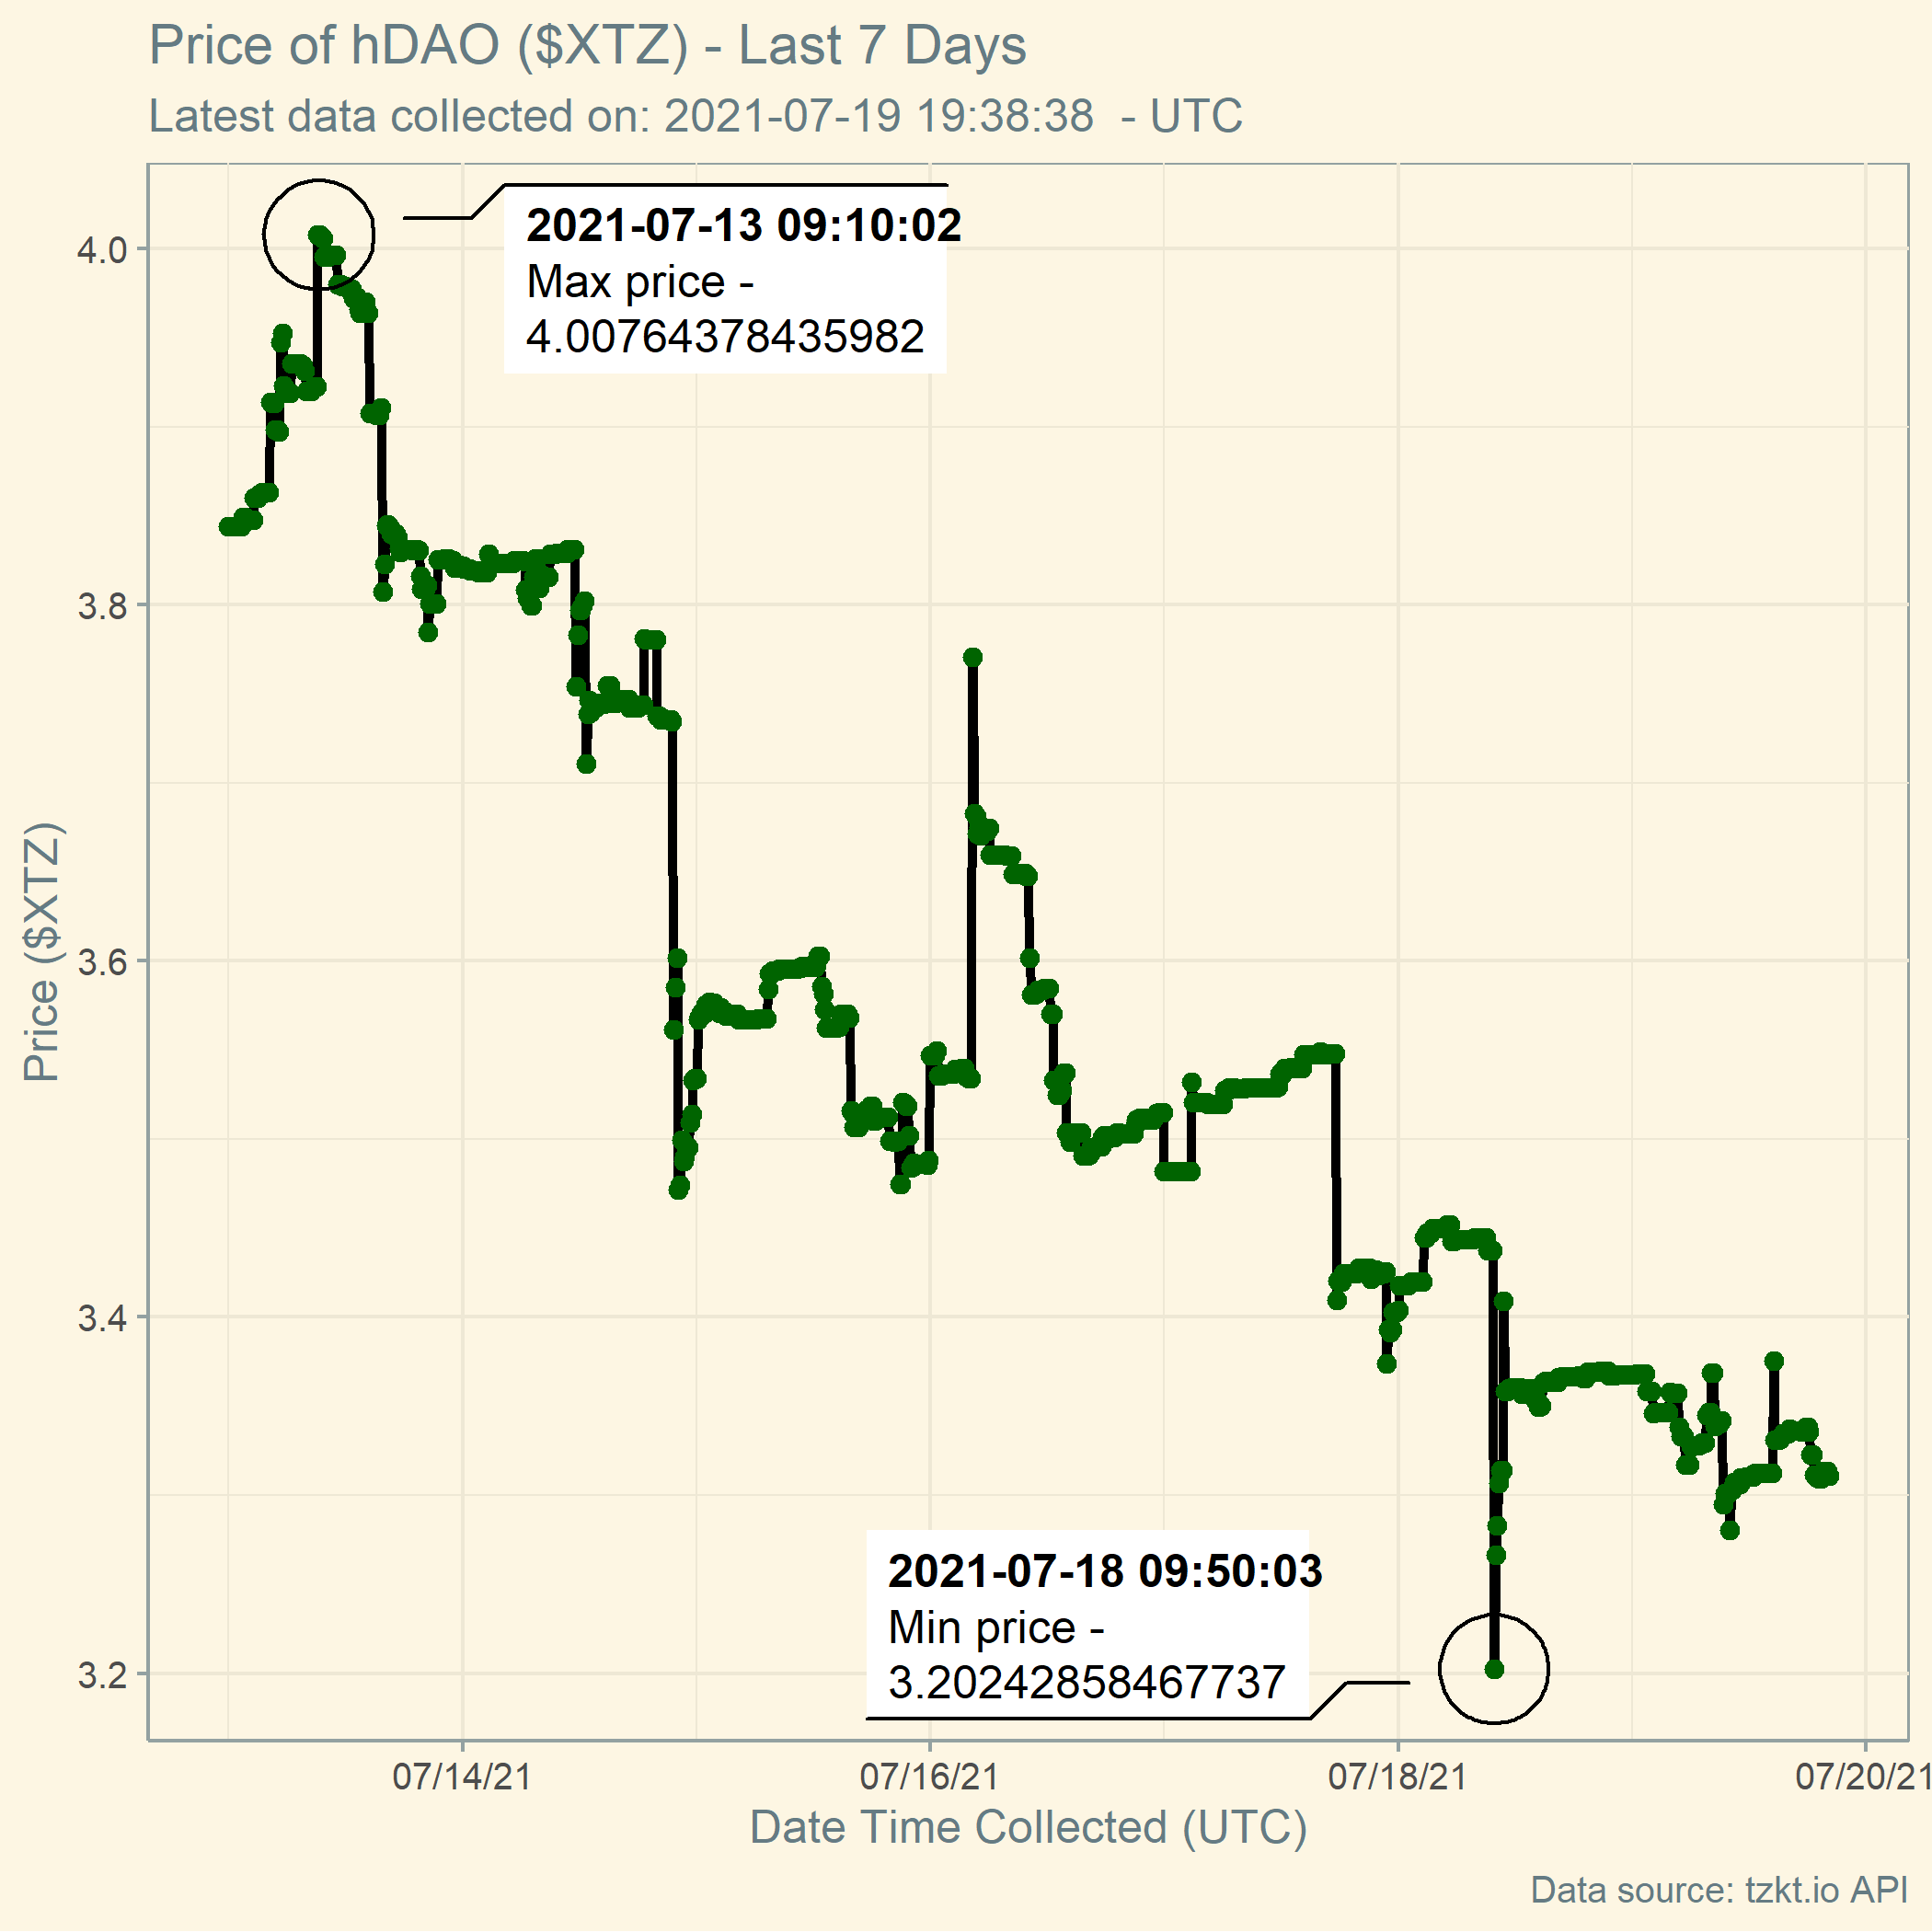 Price of hDAO ($XTZ) - Last 7 Days
Latest data collected on: 2021-07-19 19:38:38  - UTC
2021-07-13 09:10:02
Max price -
4.00764378435982
4.0
3.8
3.6
3.4
3.2
Price ($XTZ)
2021-07-18 09:50:03
Min price -
3.20242858467737
07/14/21
07/16/21
07/18/21
07/20/21
Date Time Collected (UTC)
Data source: tzkt.io API